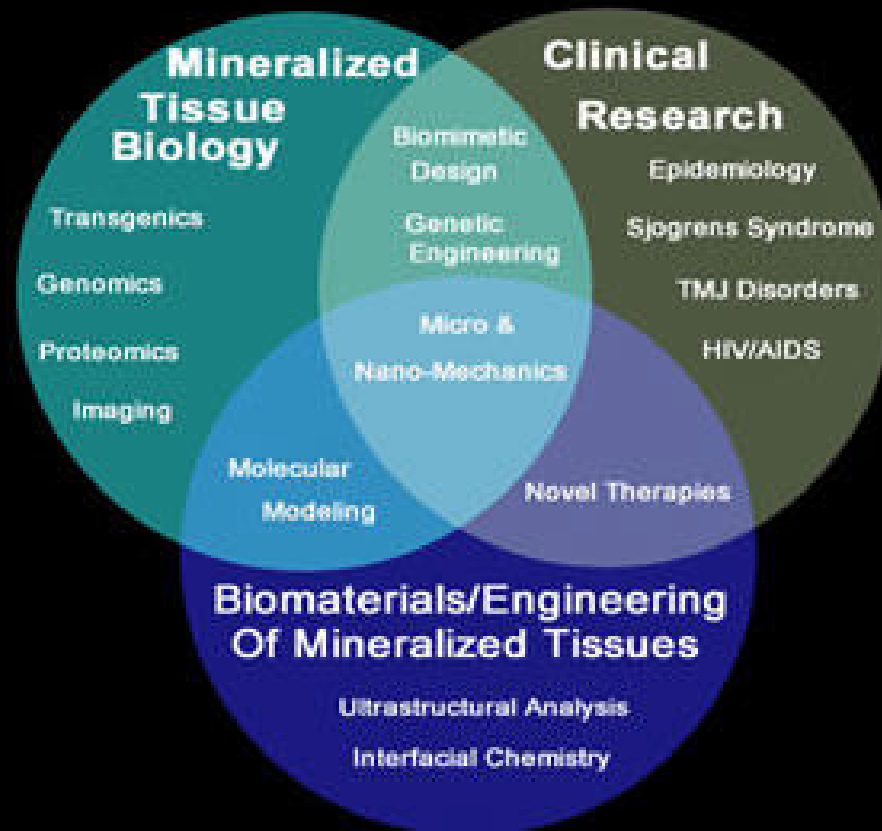 Mineralized
Tissue
Biology
Transgenics
Genomics
Proteomics
Imaging
Clinical
Research
Epidemiology
Sjogrens Syndrome
TMJ Disorders
HIV/AIDS
Biomimetic
Design
Genetic
Engineering
Micro &
Nano-Mechanics
Molecular
Modeling
Novel Therapies
Biomaterials/Engineering
Of Mineralized Tissues
Ultrastructural Analysis
Interfacial Chemistry